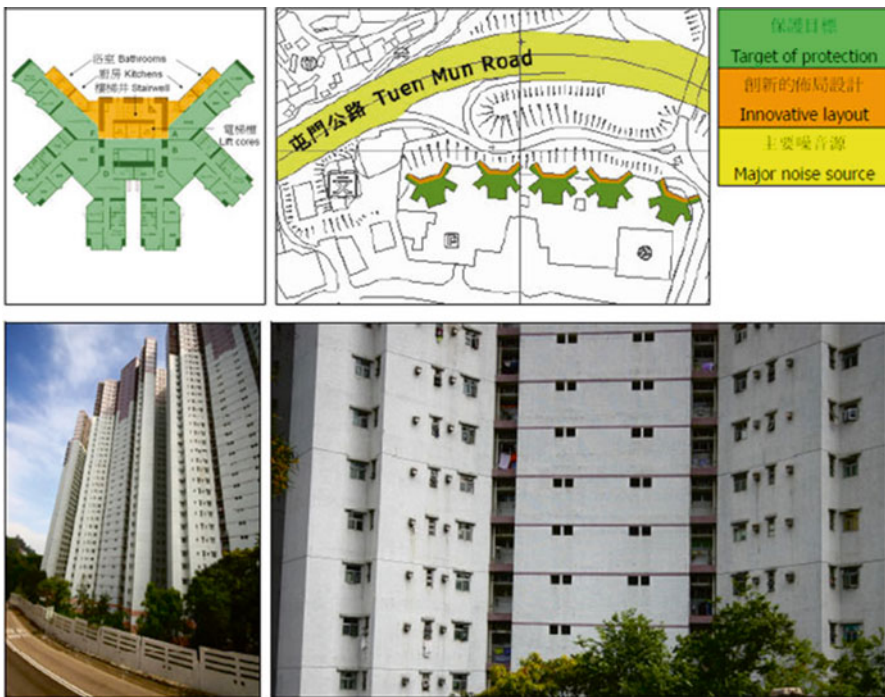 浴室 Bathrooms
廚房 Kitchens
樓梯井 Stairwell
電梯槽
Lift cores
F
A
E
B
D
C
屯門公路 Tuen Mun Road
保護目標
Target of protection
創新的佈局設計
Innovative layout
主要噪音源
Major noise source